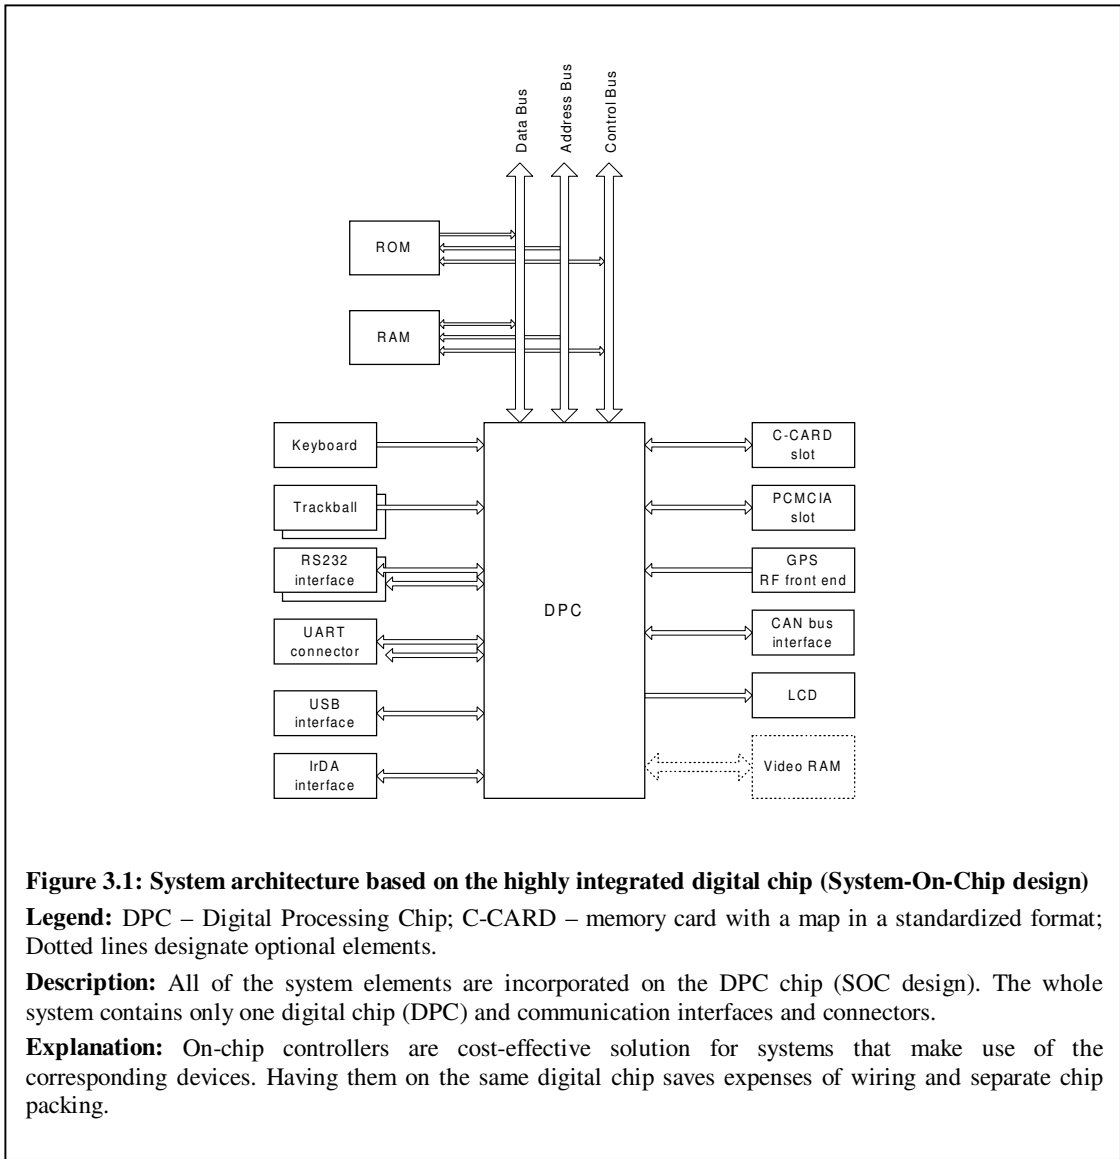 Data Bus
Address Bus
Control Bus
ROM
RAM
Keyboard
Trackball
RS232
interface
UART
connector
USB
interface
IrDA
interface
DPC
C-CARD
slot
PCMCIA
slot
GPS
RF front end
CAN bus
interface
LCD
Video RAM
Figure 3.1: System architecture based on the highly integrated digital chip (System-On-Chip design)
Legend: DPC – Digital Processing Chip; C-CARD – memory card with a map in a standardized format;
Dotted lines designate optional elements.
Description: All of the system elements are incorporated on the DPC chip (SOC design). The whole
system contains only one digital chip (DPC) and communication interfaces and connectors.
Explanation: On-chip controllers are cost-effective solution for systems that make use of the
corresponding devices. Having them on the same digital chip saves expenses of wiring and separate chip
packing.